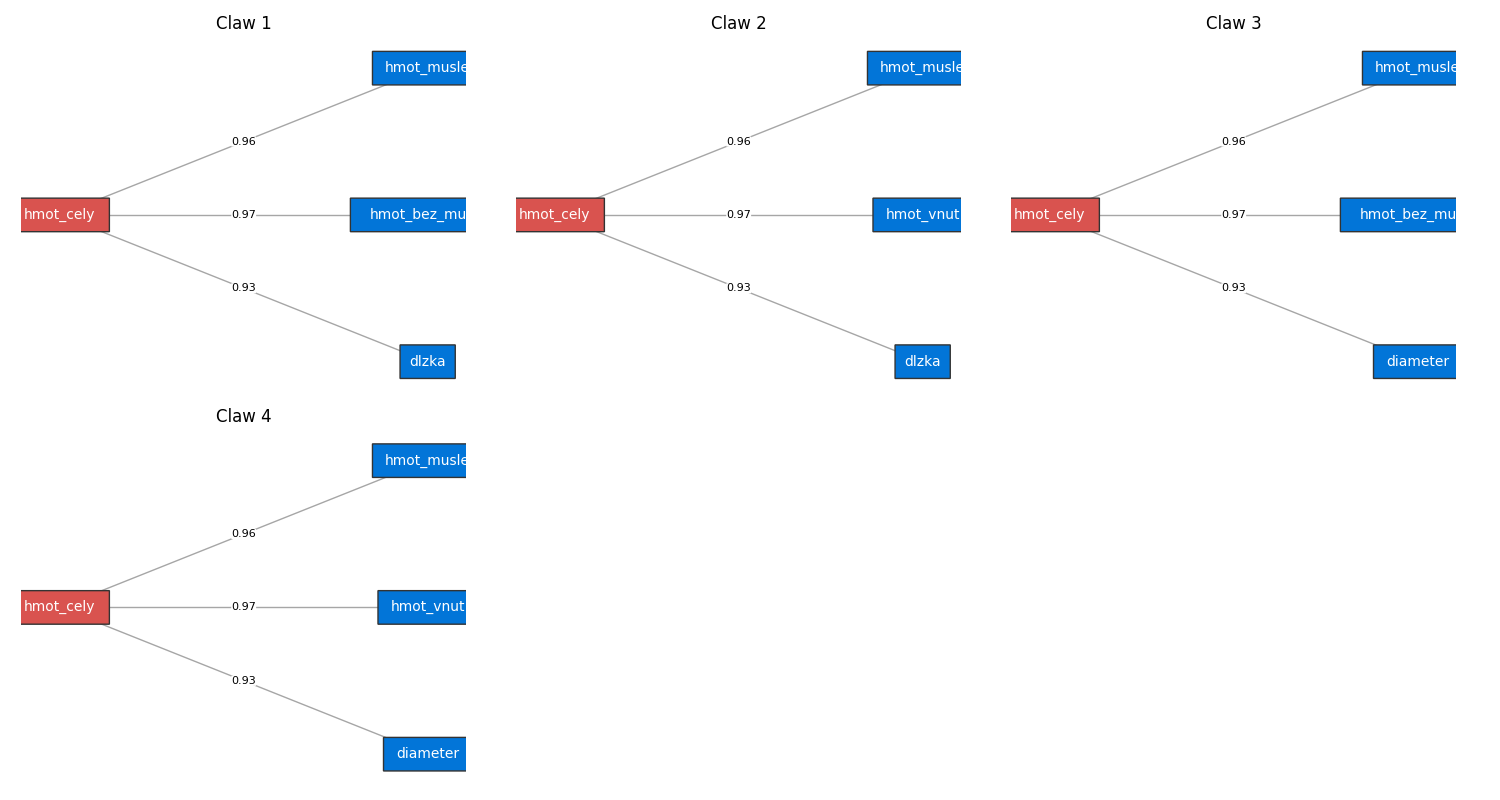 Claw 1
hmot_musle
0.96
hmot_cely
0.97
hmot_bez_mu
0.93
dlzka
Claw 2
hmot_musle
0.96
hmot_cely
0.97
hmot_vnut
0.93
dlzka
Claw 3
hmot_musle
0.96
hmot_cely
0.97
hmot_bez_mu
0.93
diameter
Claw 4
hmot_musle
0.96
hmot_cely
0.97
hmot_vnut
0.93
diameter